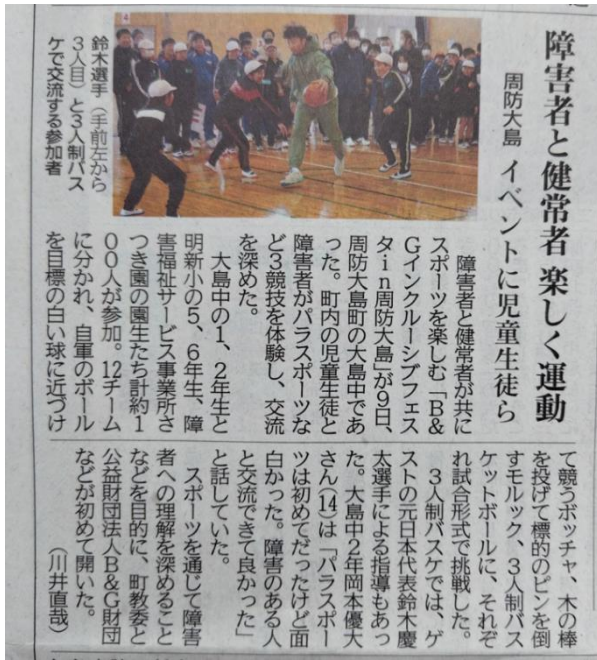 障害者と健常者 楽しく運動
周防大島 イベントに児童生徒ら
鈴木選手（手前左から
3人目）と3人制バス
ケで交流する参加者
障害者と健常者が共に
スポーツを楽しむ「B&
Gインクルーシブフェス
タin周防大島」が9日、
周防大島町の大島中であ
った。町内の児童生徒と
障害者がパラスポーツな
ど3競技を体験し、交流
を深めた。
大島中の1、2年生と
明新小の5、6年生、障
害福祉サービス事業所さ
つき園の園生たち計約1
00人が参加。12チーム
に分かれ、自軍のボール
を目標の白い球に近づけ
て競うボッチャ、木の棒
を投げて標的のピンを倒
すモルック、3人制バス
ケットボールに、それぞ
れ試合形式で挑戦した。
3人制バスケでは、ゲ
ストの元日本代表鈴木慶
太選手による指導もあっ
た。大島中2年岡本優大
さん(14)は「パラスポー
ツは初めてだったけど面
白かった。障害のある人
と交流できて良かった」
と話していた。
スポーツを通じて障害
者への理解を深めること
などを目的に、町教委と
公益財団法人B&G財団
などが初めて開いた。
（川井直哉）